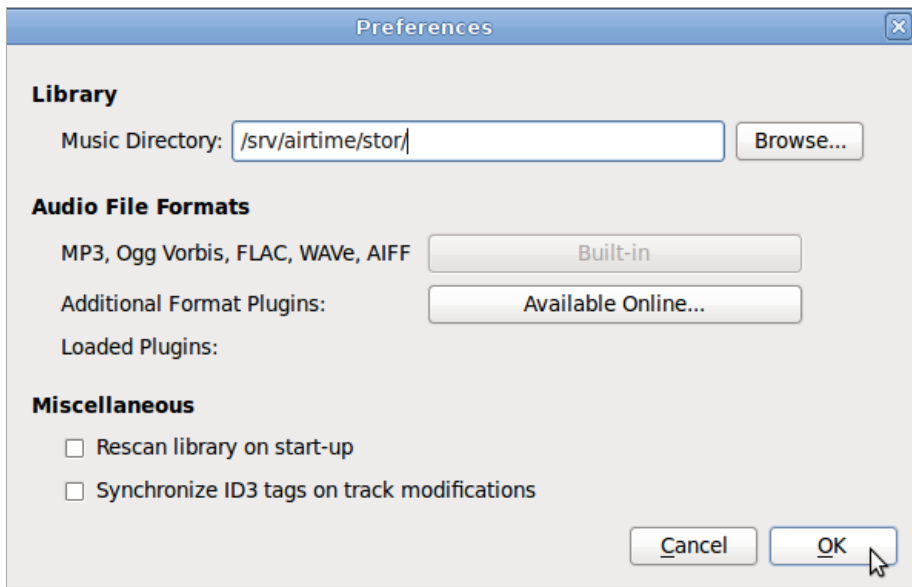 Preferences
Library
Music Directory: /srv/airtime/stor/ Browse...
Audio File Formats
MP3, Ogg Vorbis, FLAC, WAVe, AIFF Built-in
Additional Format Plugins: Available Online...
Loaded Plugins:
Miscellaneous
Rescan library on start-up
Synchronize ID3 tags on track modifications
Cancel OK